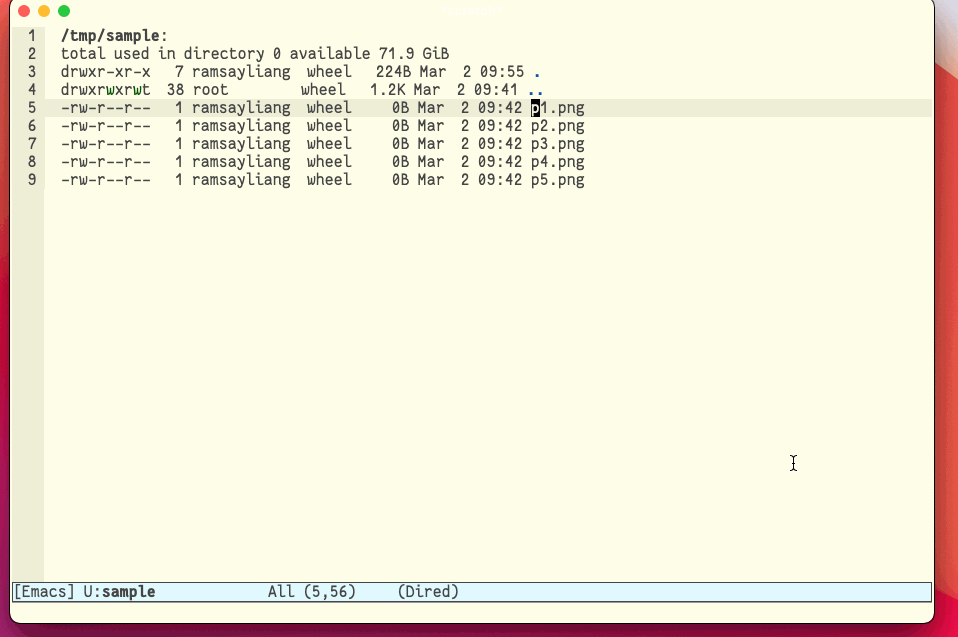 1 /tmp/sample:
2 total used in directory 0 available 71.9 GiB
3 drwxr-xr-x 7 ramsayliang wheel 224B Mar 2 09:55 .
4 drwxrwxrwt 38 root wheel 1.2K Mar 2 09:41 ..
5 -rw-r--r-- 1 ramsayliang wheel 0B Mar 2 09:42 p1.png
6 -rw-r--r-- 1 ramsayliang wheel 0B Mar 2 09:42 p2.png
7 -rw-r--r-- 1 ramsayliang wheel 0B Mar 2 09:42 p3.png
8 -rw-r--r-- 1 ramsayliang wheel 0B Mar 2 09:42 p4.png
9 -rw-r--r-- 1 ramsayliang wheel 0B Mar 2 09:42 p5.png
[Emacs] U:sample All (5,56) (Dired)